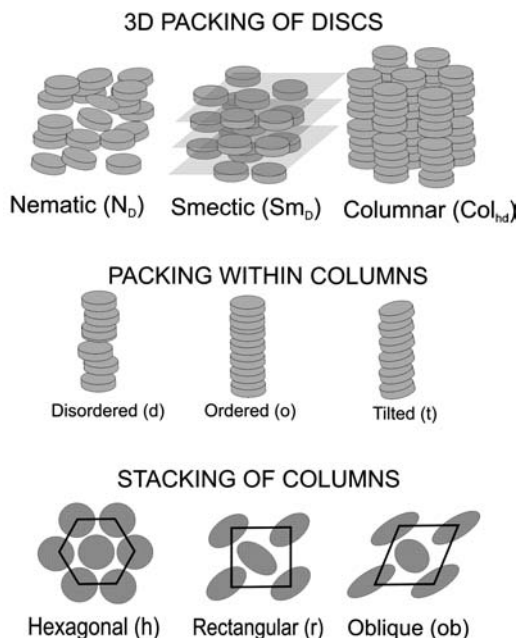 3D PACKING OF DISCS
Nematic (N_D) Smectic (Sm_D) Columnar (Col_hd)
PACKING WITHIN COLUMNS
Disordered (d) Ordered (o) Tilted (t)
STACKING OF COLUMNS
Hexagonal (h) Rectangular (r) Oblique (ob)